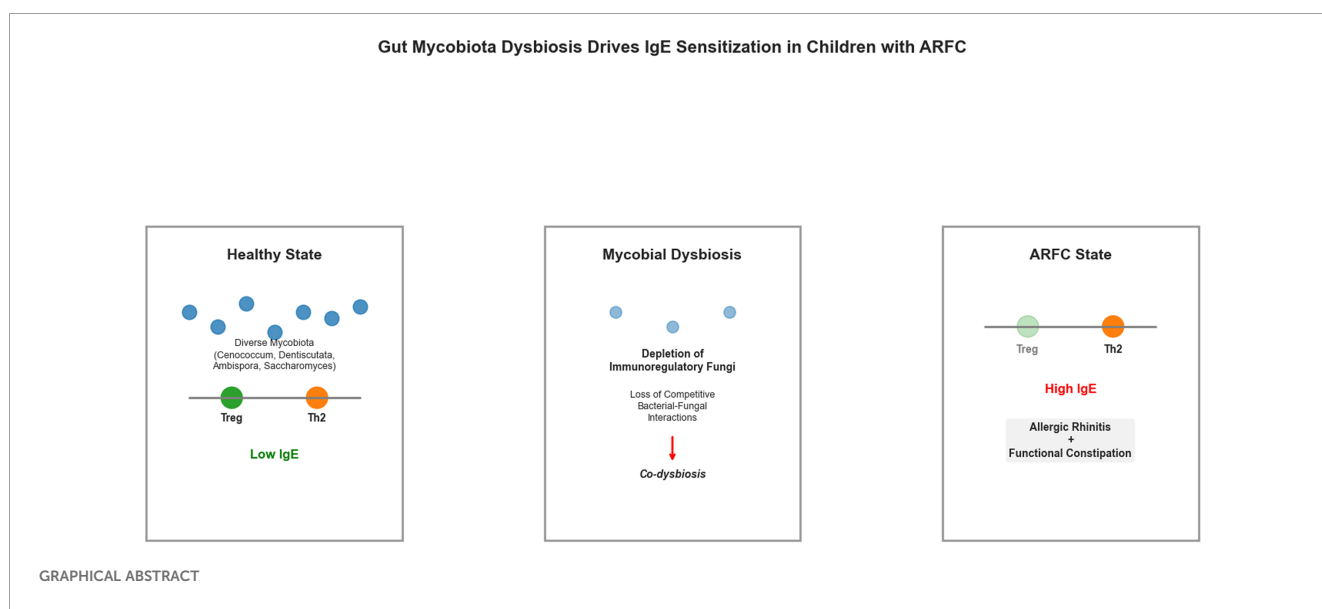 Gut Mycobiota Dysbiosis Drives IgE Sensitization in Children with ARFC
Healthy State
Diverse Mycobiota
(Cenococcum, Dentiscutata,
Ambispora, Saccharomyces)
Treg
Th2
Low IgE
Mycobial Dysbiosis
Depletion of
Immunoregulatory Fungi
Loss of Competitive
Bacterial-Fungal
Interactions
Co-dysbiosis
ARFC State
Treg
Th2
High IgE
Allergic Rhinitis
+
Functional Constipation
GRAPHICAL ABSTRACT